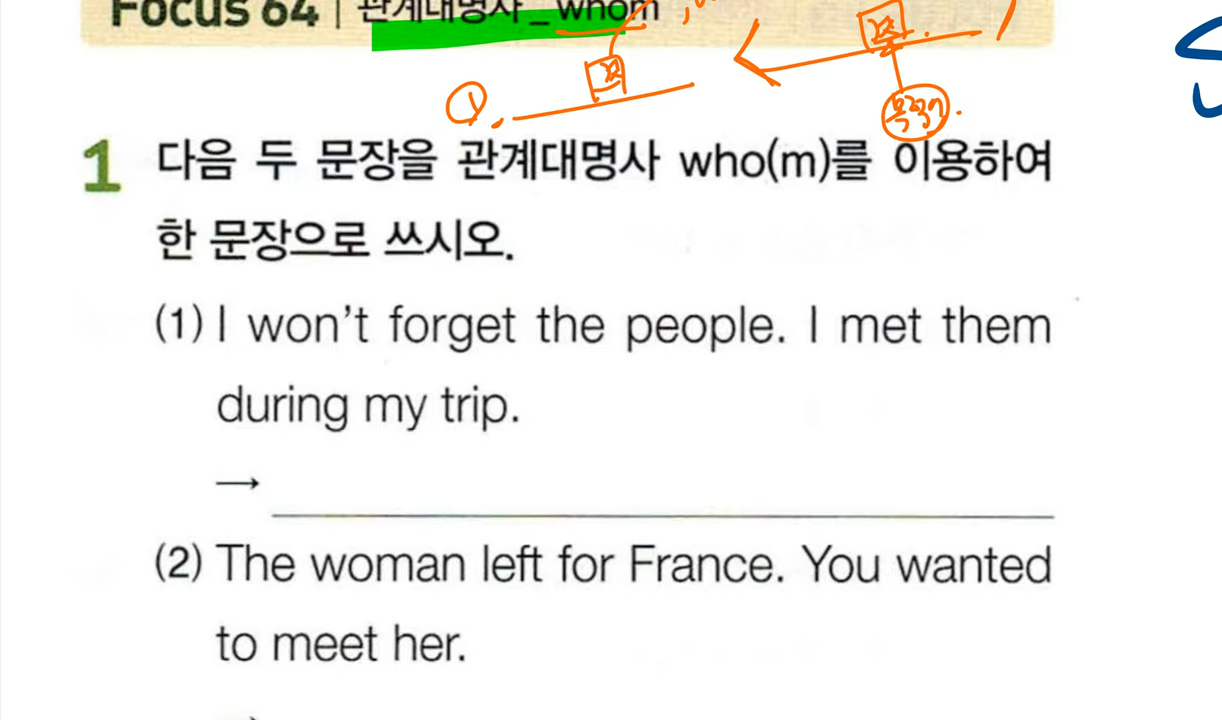 Focus 64 | 관계대명사 _ whom
Q.
목적어.
1 다음 두 문장을 관계대명사 who(m)를 이용하여
한 문장으로 쓰시오.
(1) I won't forget the people. I met them
during my trip.
→
(2) The woman left for France. You wanted
to meet her.
→